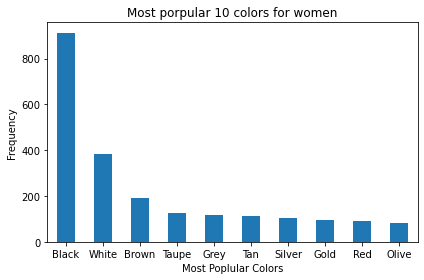 Most porpular 10 colors for women
Frequency
800
600
400
200
0
Black White Brown Taupe Grey Tan Silver Gold Red Olive
Most Poplular Colors